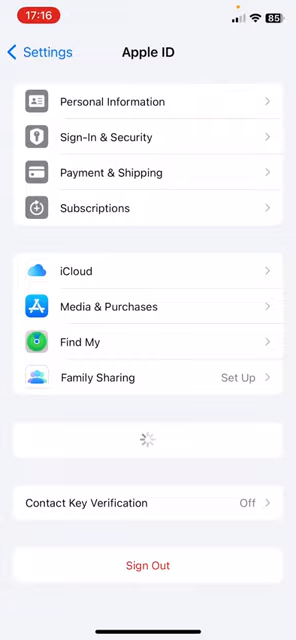 17:16
85
Settings
Apple ID
Personal Information
Sign-In & Security
Payment & Shipping
Subscriptions
iCloud
Media & Purchases
Find My
Family Sharing Set Up
Contact Key Verification Off
Sign Out